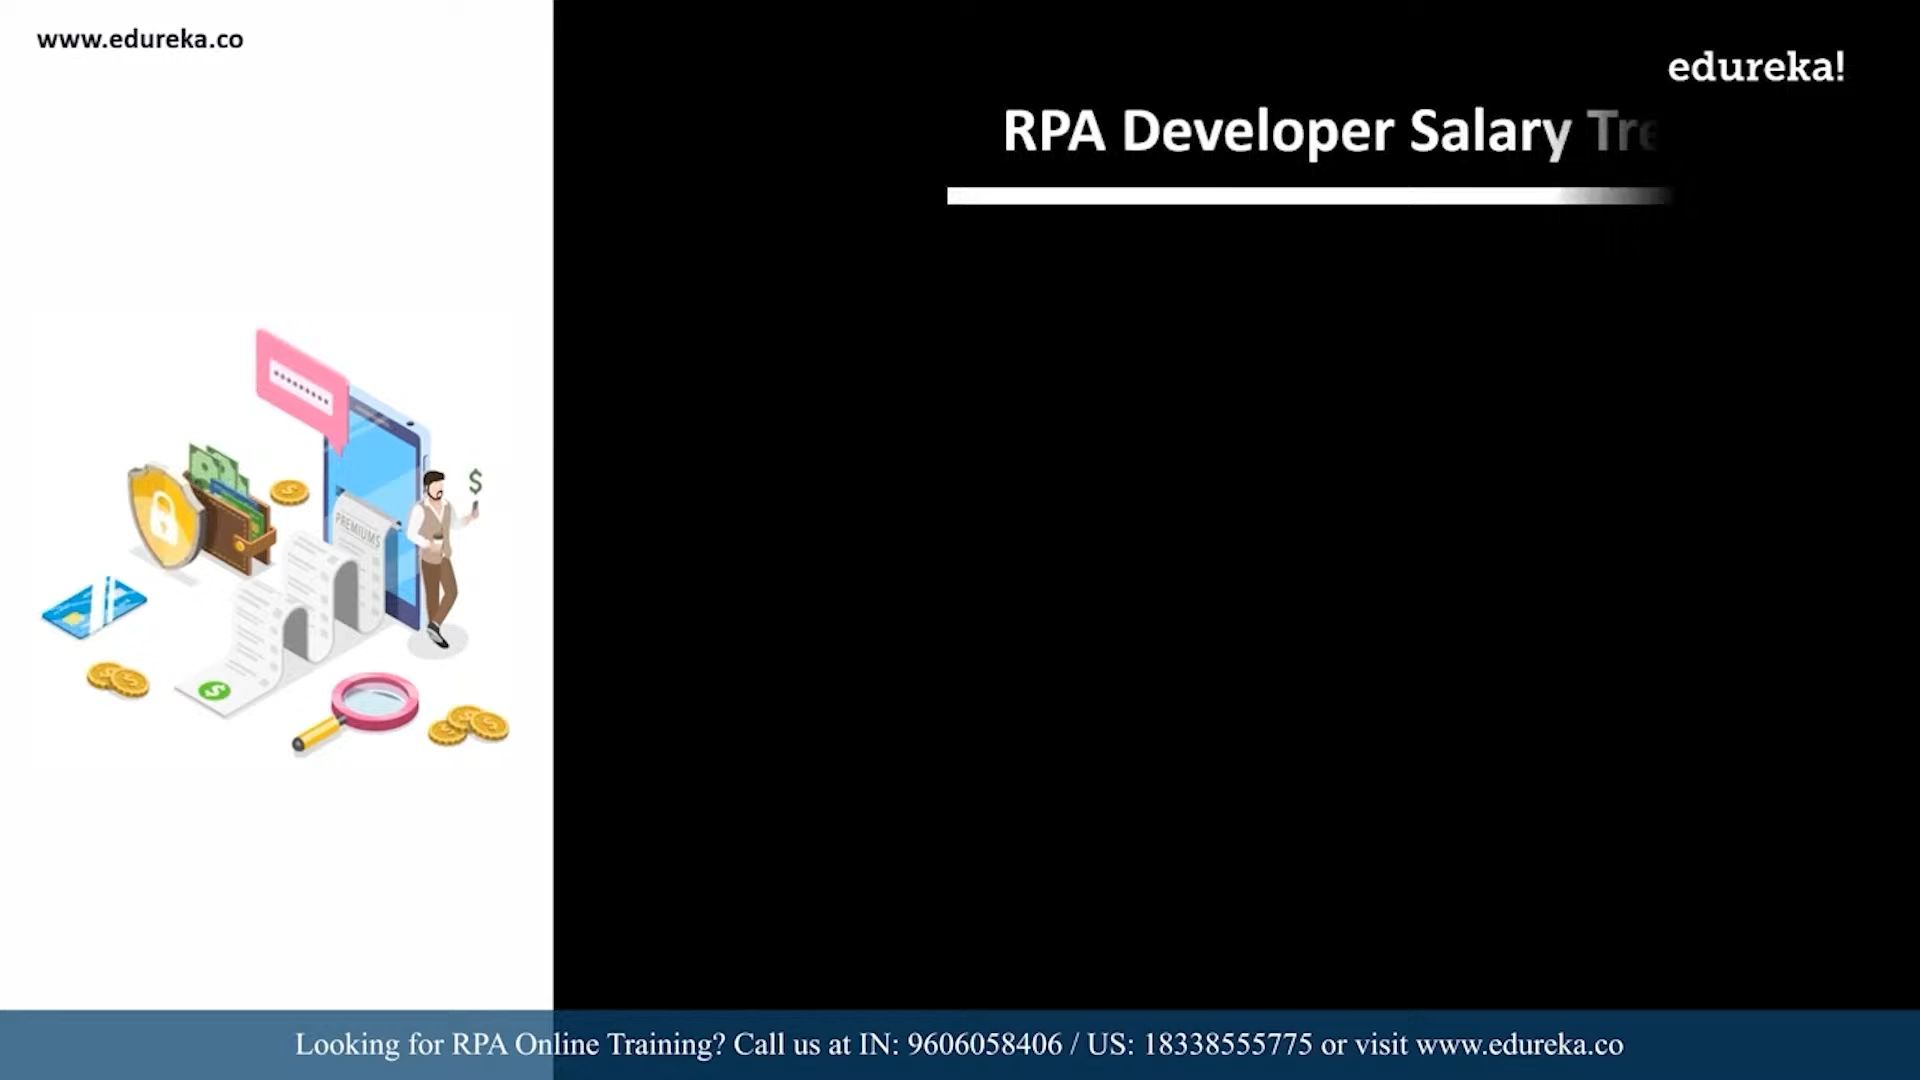 www.edureka.co
edureka!
RPA Developer Salary Tre
PREMIUMS
Looking for RPA Online Training? Call us at IN: 9606058406 / US: 18338555775 or visit www.edureka.co